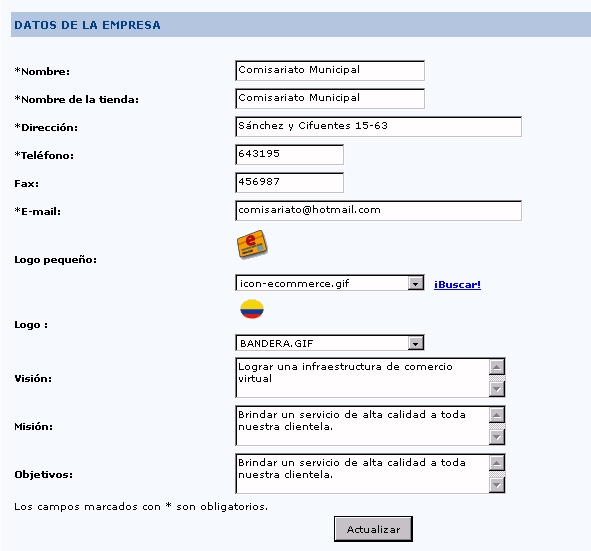 DATOS DE LA EMPRESA
*Nombre: Comisariato Municipal
*Nombre de la tienda: Comisariato Municipal
*Dirección: Sánchez y Cifuentes 15-63
*Teléfono: 643195
Fax: 456987
*E-mail: comisariato@hotmail.com
e
Logo pequeño:
icon-ecommerce.gif ¡Buscar!
Logo :
BANDERA.GIF
Visión: Lograr una infraestructura de comercio
virtual
Misión: Brindar un servicio de alta calidad a toda
nuestra clientela.
Objetivos: Brindar un servicio de alta calidad a toda
nuestra clientela.
Los campos marcados con * son obligatorios.
Actualizar